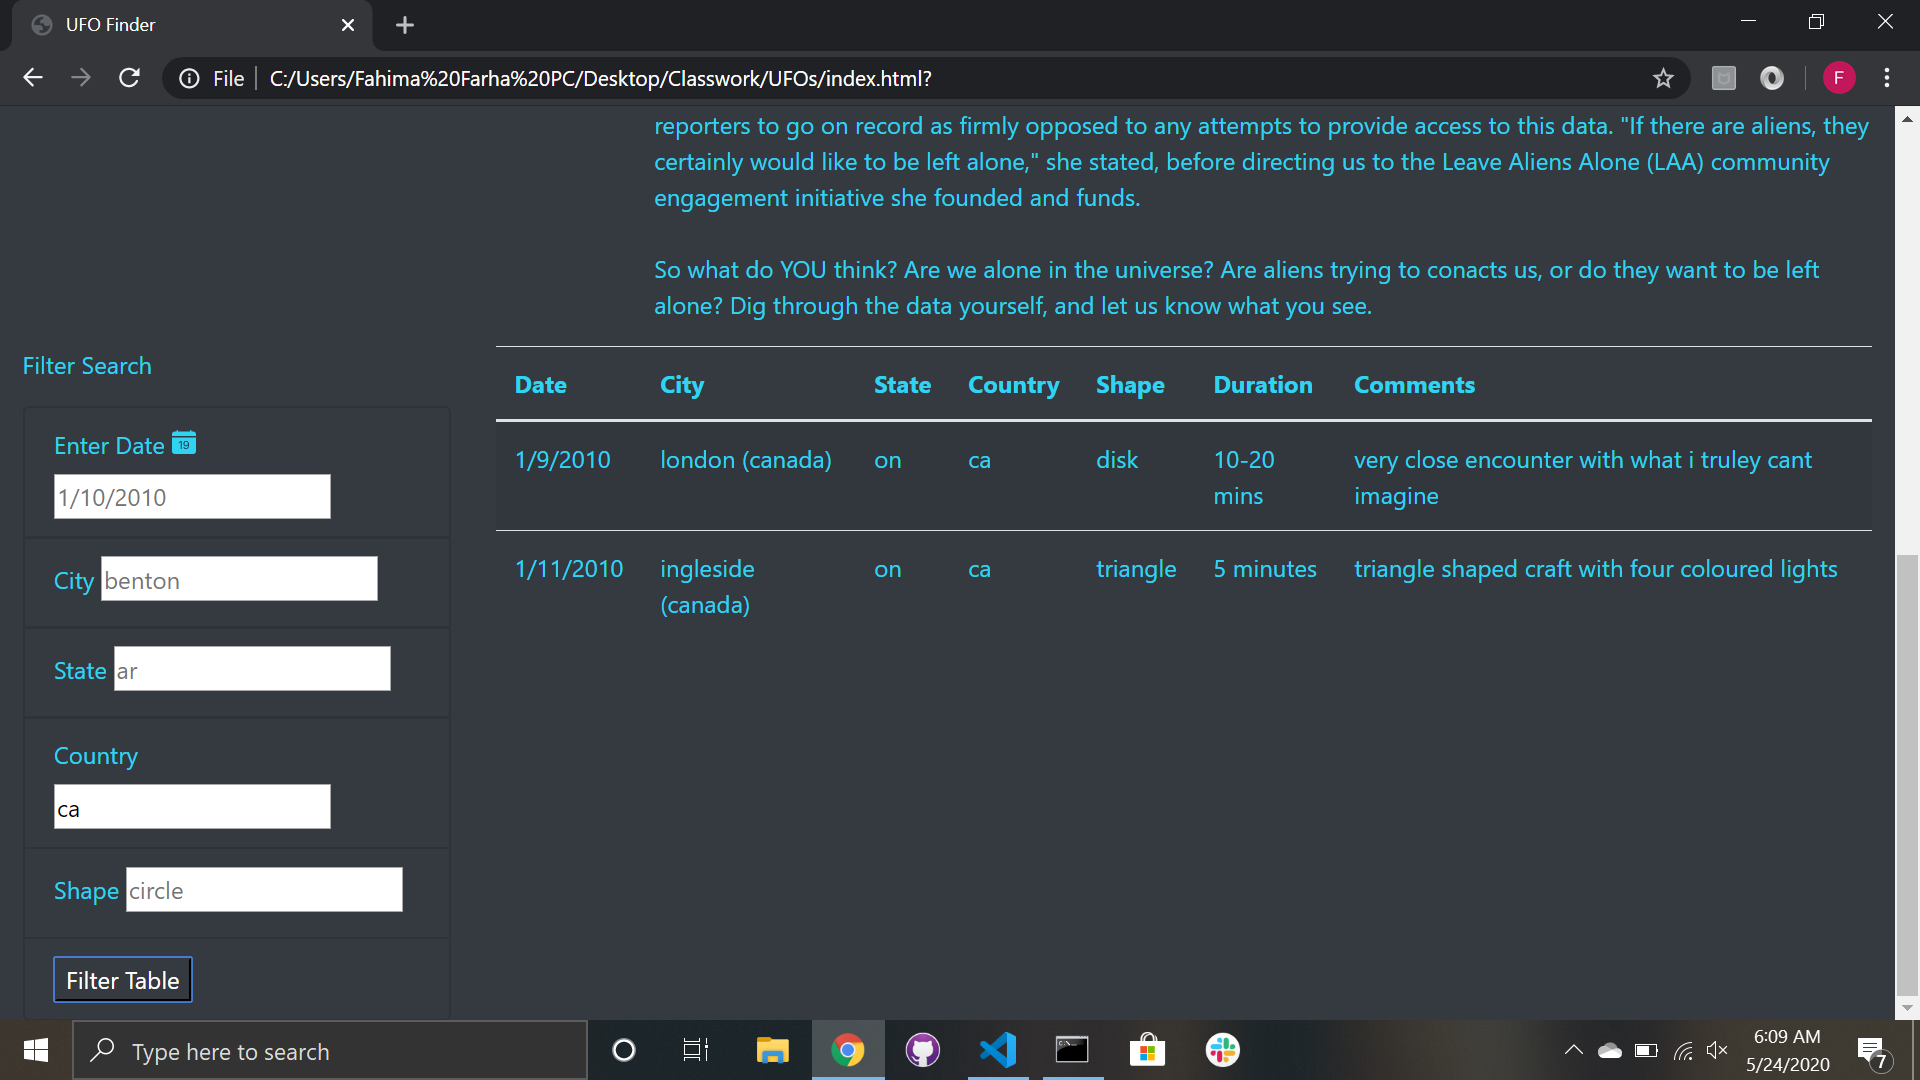 UFO Finder
File
C:/Users/Fahima%20Farha%20PC/Desktop/Classwork/UFOs/index.html?
F
reporters to go on record as firmly opposed to any attempts to provide access to this data. "If there are aliens, they
certainly would like to be left alone," she stated, before directing us to the Leave Aliens Alone (LAA) community
engagement initiative she founded and funds.
So what do YOU think? Are we alone in the universe? Are aliens trying to conacts us, or do they want to be left
alone? Dig through the data yourself, and let us know what you see.
Filter Search
Enter Date 19
1/10/2010
City benton
State ar
Country
ca
Shape circle
Filter Table
Date City State Country Shape Duration Comments
1/9/2010 london (canada) on ca disk 10-20 very close encounter with what i truley cant
mins imagine
1/11/2010 ingleside on ca triangle 5 minutes triangle shaped craft with four coloured lights
(canada)
Type here to search
6:09 AM
5/24/2020
7